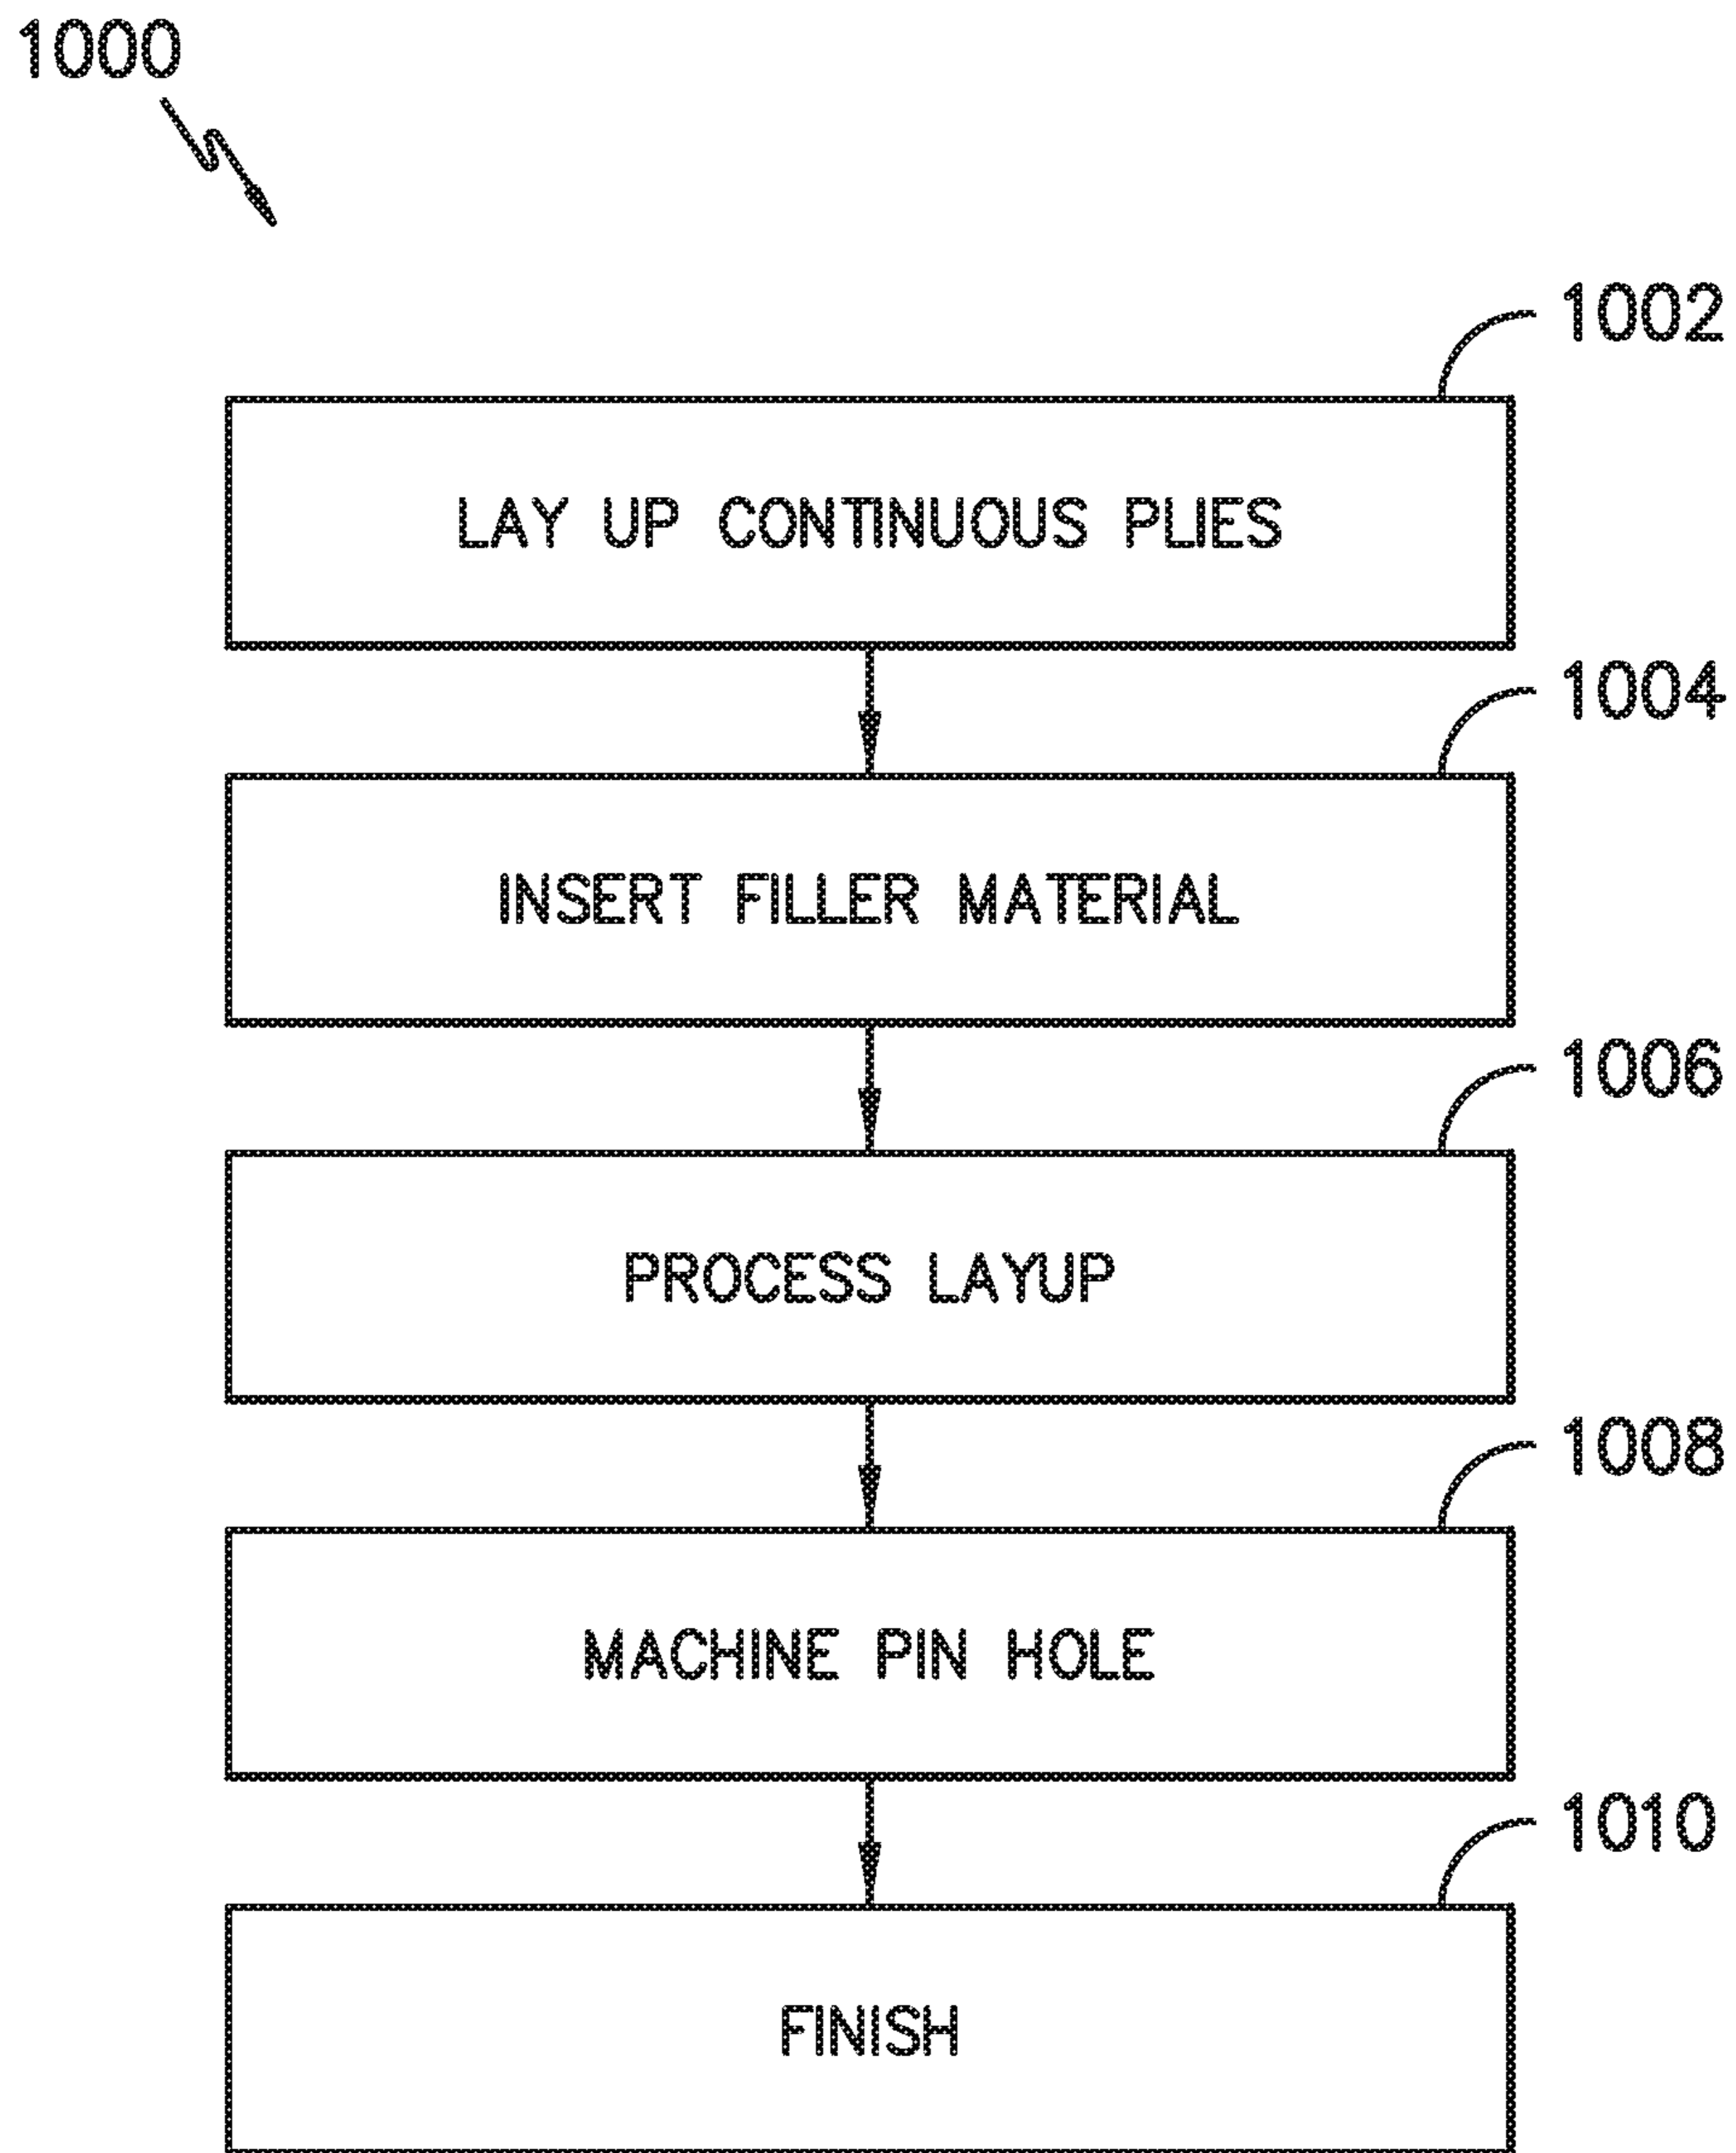 1000
1002
LAY UP CONTINUOUS PLIES
1004
INSERT FILLER MATERIAL
1006
PROCESS LAYUP
1008
MACHINE PIN HOLE
1010
FINISH